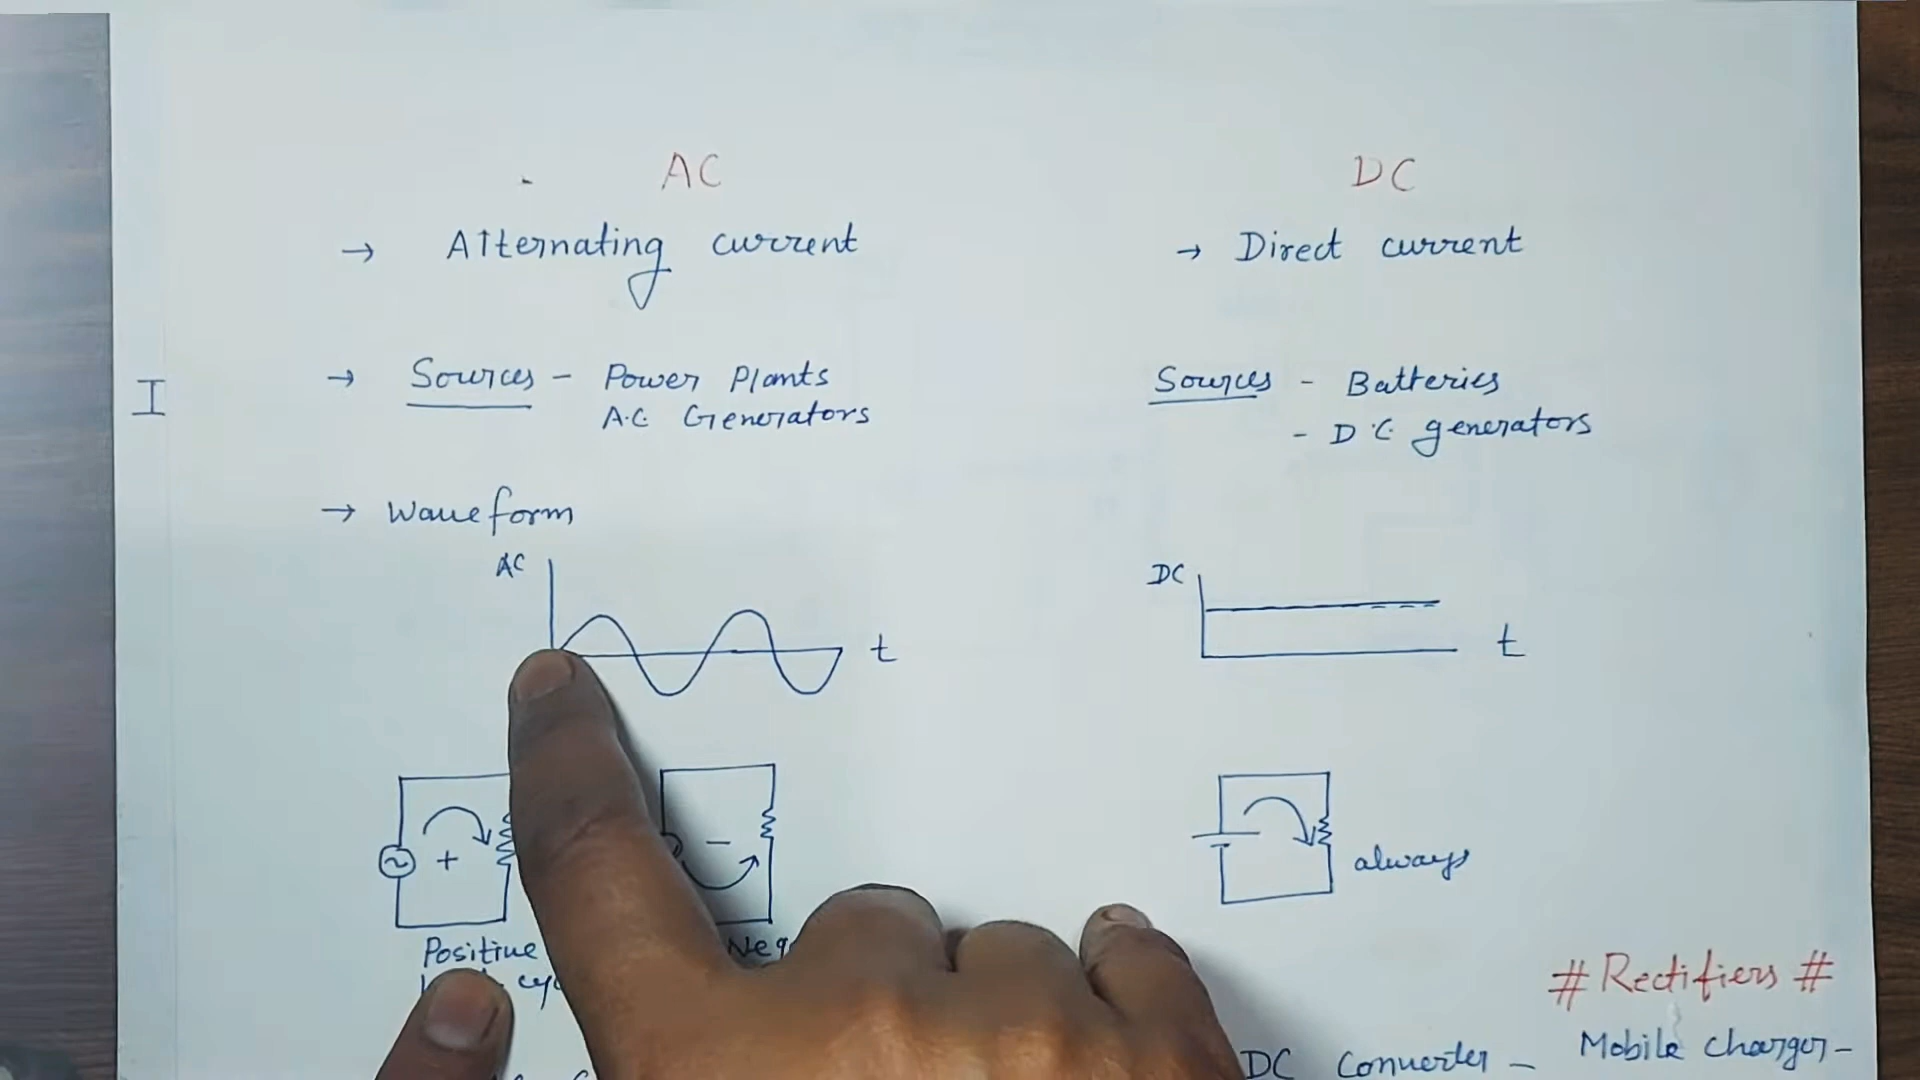 AC
→ Alternating current
→ Sources - Power Plants
A.C Generators
I
→ Waveform
AC
t
+
-
Positive
DC
→ Direct current
Sources - Batteries
- D.C. generators
DC
t
always
# Rectifiers #
DC Converter -
Mobile charger -